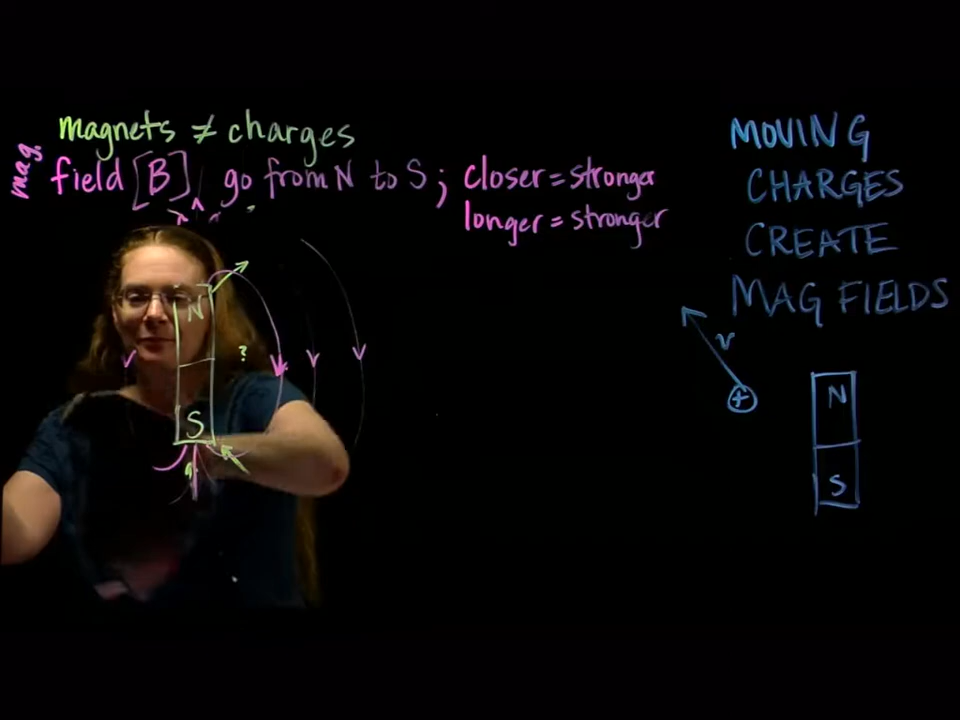 magnets ≠ charges
mag.
field [B] go from N to S; closer = stronger
longer = stronger
N
?
S
MOVING
CHARGES
CREATE
MAG FIELDS
v
+
N
S